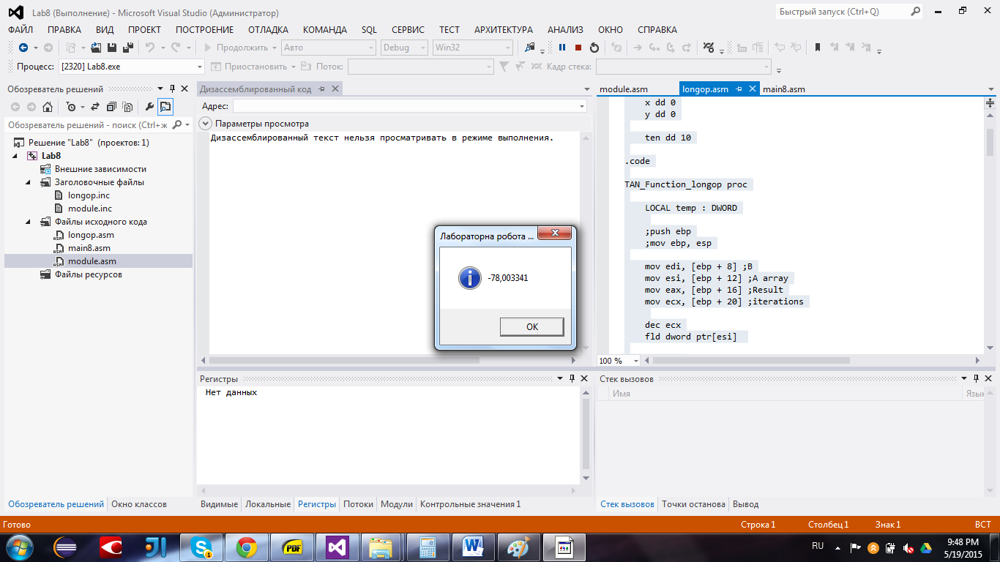 Lab8 (Выполнение) - Microsoft Visual Studio (Администратор)
Быстрый запуск (Ctrl+Q)
ФАЙЛ ПРАВКА ВИД ПРОЕКТ ПОСТРОЕНИЕ ОТЛАДКА КОМАНДА SQL СЕРВИС ТЕСТ АРХИТЕКТУРА АНАЛИЗ ОКНО СПРАВКА
Продолжить Авто Debug Win32
Процесс: [2320] Lab8.exe Приостановить Поток: Кадр стека:
Обозреватель решений
Обозреватель решений - поиск (Ctrl+ж
Решение "Lab8" (проектов: 1)
Lab8
Внешние зависимости
Заголовочные файлы
longop.inc
module.inc
Файлы исходного кода
longop.asm
main8.asm
module.asm
Файлы ресурсов
Обозреватель решений Окно классов
Дизассемблированный код
Адрес:
Параметры просмотра
Дизассемблированный текст нельзя просматривать в режиме выполнения.
Лабораторна робота ...
-78,003341
OK
module.asm longop.asm main8.asm
x dd 0
y dd 0
ten dd 10
.code
TAN_Function_longop proc
LOCAL temp : DWORD
;push ebp
;mov ebp, esp
mov edi, [ebp + 8] ;B
mov esi, [ebp + 12] ;A array
mov eax, [ebp + 16] ;Result
mov ecx, [ebp + 20] ;iterations
dec ecx
fld dword ptr[esi]
100 %
Регистры
Нет данных
Видимые Локальные Регистры Потоки Модули Контрольные значения 1
Стек вызовов
Имя Язык
Стек вызовов Точки останова Вывод
Готово Строка 1 Столбец 1 Знак 1 ВСТ
PDF
RU
9:48 PM
5/19/2015